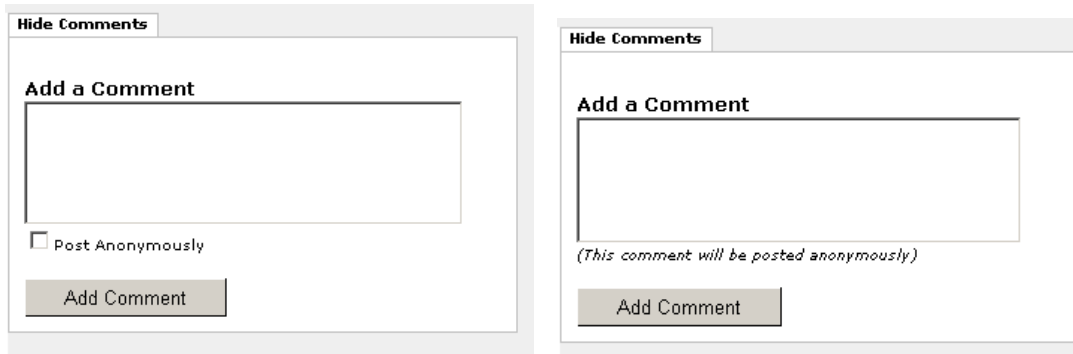 Hide Comments
Add a Comment
Post Anonymously
Add Comment
Hide Comments
Add a Comment
(This comment will be posted anonymously)
Add Comment